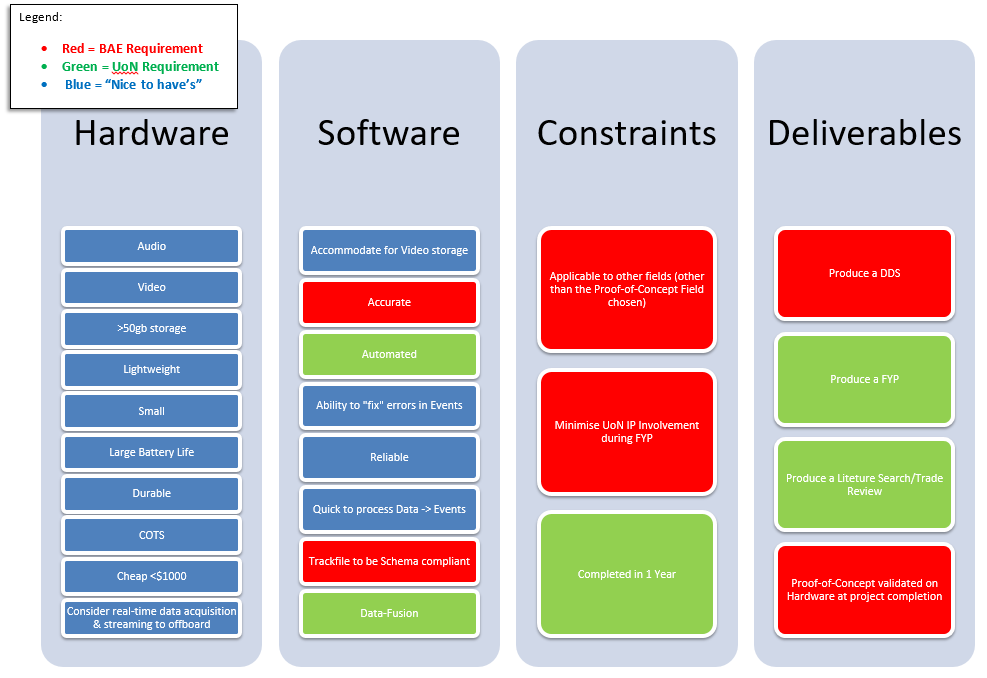 Legend:
• Red = BAE Requirement
• Green = UoN Requirement
• Blue = “Nice to have’s”
Hardware
Audio
Video
>50gb storage
Lightweight
Small
Large Battery Life
Durable
COTS
Cheap <$1000
Consider real-time data acquisition
& streaming to offboard
Software
Accommodate for Video storage
Accurate
Automated
Ability to "fix" errors in Events
Reliable
Quick to process Data -> Events
Trackfile to be Schema compliant
Data-Fusion
Constraints
Applicable to other fields (other
than the Proof-of-Concept Field
chosen)
Minimise UoN IP Involvement
during FYP
Completed in 1 Year
Deliverables
Produce a DDS
Produce a FYP
Produce a Liteture Search/Trade
Review
Proof-of-Concept validated on
Hardware at project completion